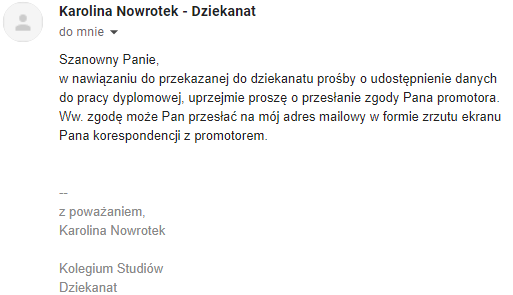 Karolina Nowrotek - Dziekanat
do mnie
Szanowny Panie,
w nawiązaniu do przekazanej do dziekanatu prośby o udostępnienie danych
do pracy dyplomowej, uprzejmie proszę o przesłanie zgody Pana promotora.
Ww. zgodę może Pan przesłać na mój adres mailowy w formie zrzutu ekranu
Pana korespondencji z promotorem.
--
z poważaniem,
Karolina Nowrotek
Kolegium Studiów
Dziekanat